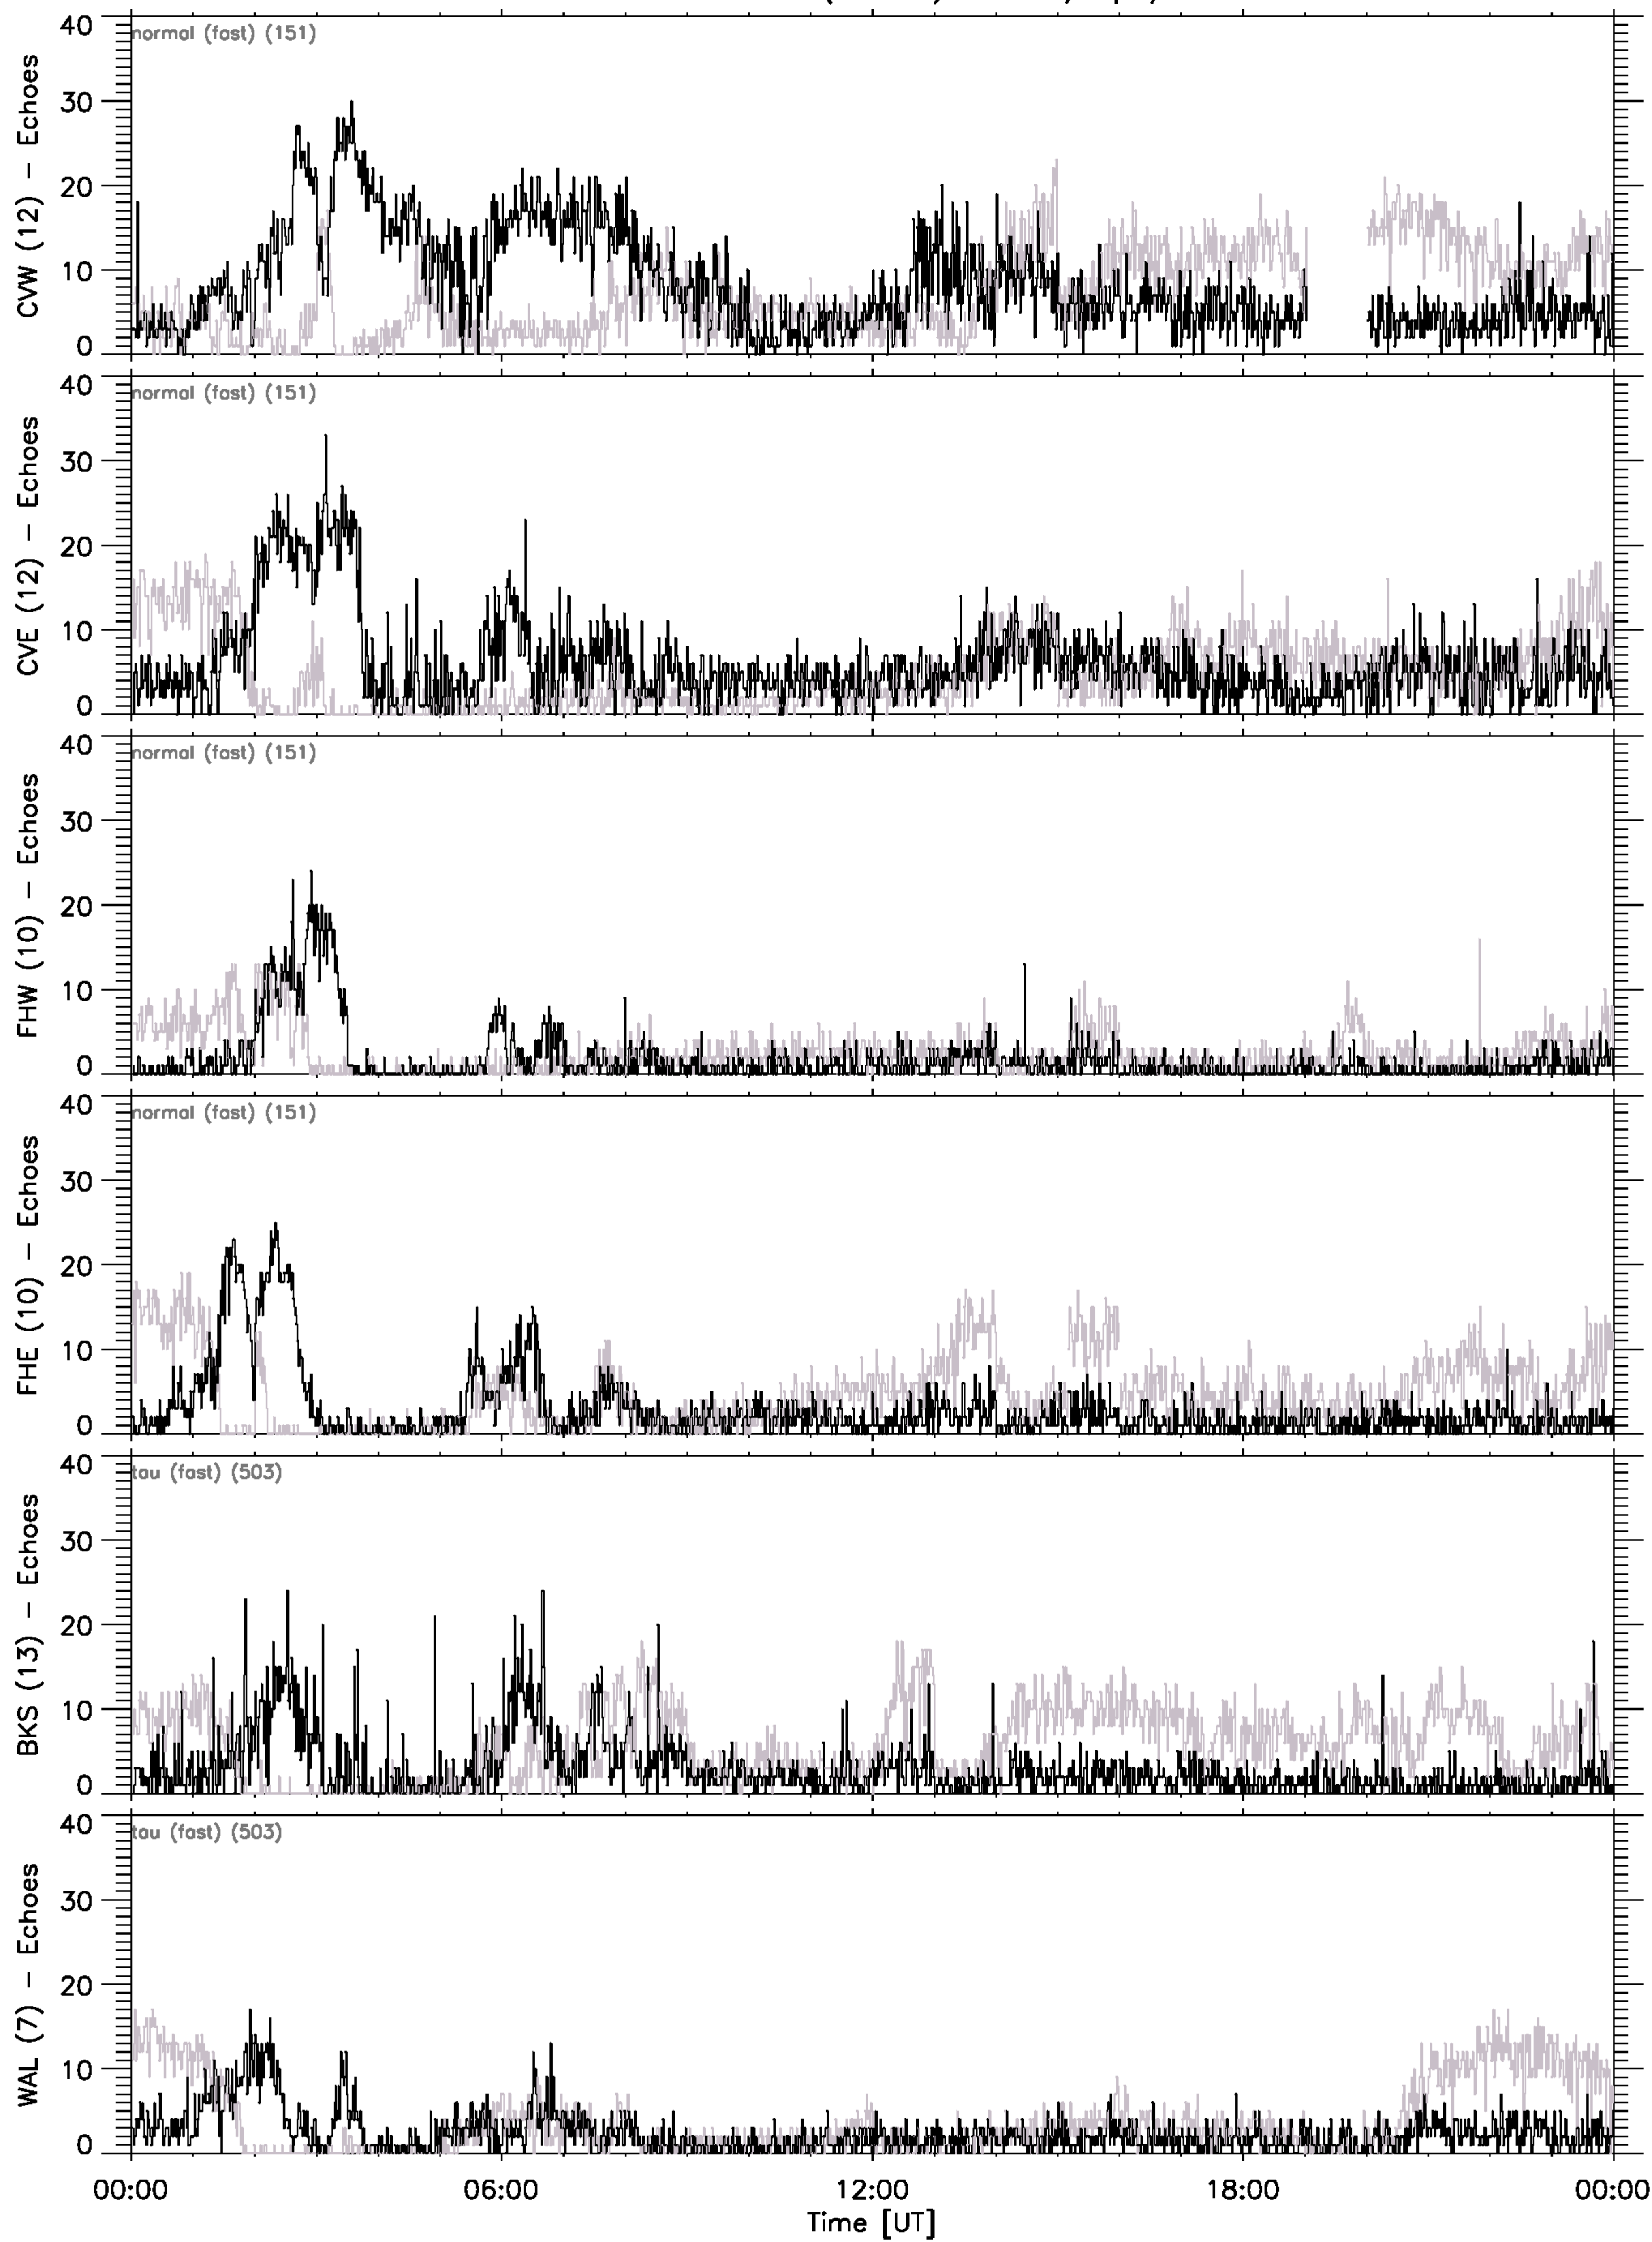 40
normal (fast) (151)
30
20
10
0
CVW (12) − Echoes
40
normal (fast) (151)
30
20
10
0
CVE (12) − Echoes
40
normal (fast) (151)
30
20
10
0
FHW (10) − Echoes
40
normal (fast) (151)
30
20
10
0
FHE (10) − Echoes
40
tau (fast) (503)
30
20
10
0
BKS (13) − Echoes
40
tau (fast) (503)
30
20
10
0
WAL (7) − Echoes
00:00 06:00 12:00 18:00 00:00
Time [UT]